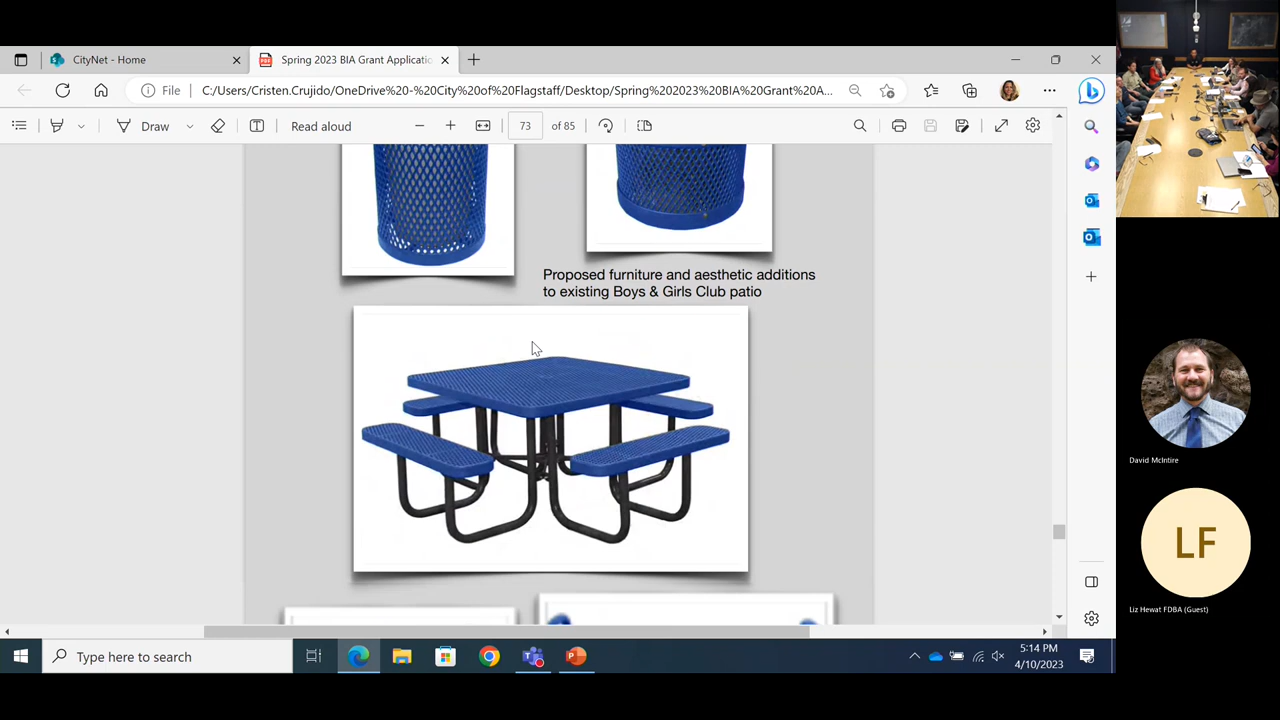 CityNet - Home
Spring 2023 BIA Grant Applicatic
File
C:/Users/Cristen.Crujido/OneDrive%20-%20City%20of%20Flagstaff/Desktop/Spring%202023%20BIA%20Grant%20A...
Draw
Read aloud
73
of 85
Proposed furniture and aesthetic additions
to existing Boys & Girls Club patio
David McIntire
LF
Liz Hewat FDBA (Guest)
Type here to search
5:14 PM
4/10/2023